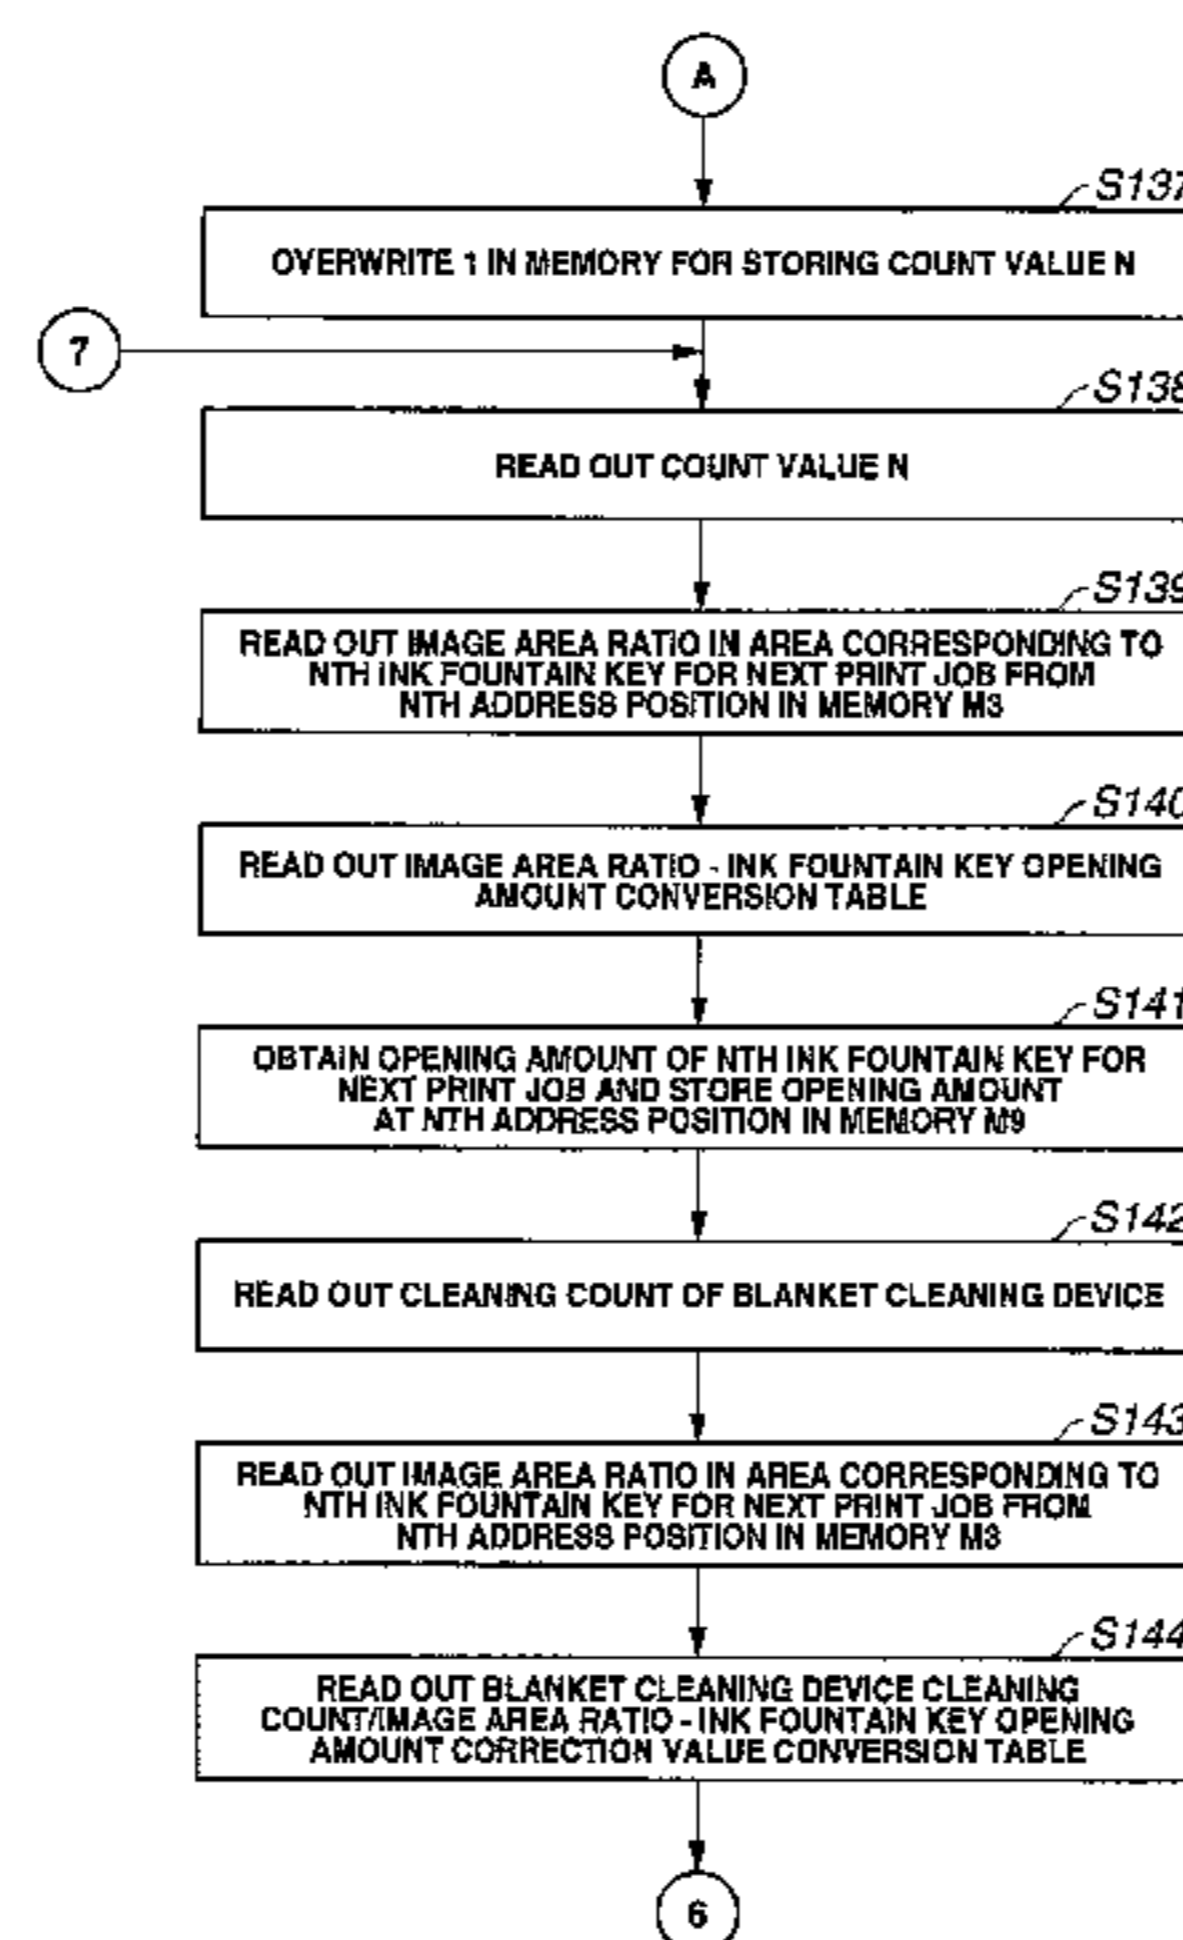 A
S137
OVERWRITE 1 IN MEMORY FOR STORING COUNT VALUE N
7
S138
READ OUT COUNT VALUE N
S139
READ OUT IMAGE AREA RATIO IN AREA CORRESPONDING TO
NTH INK FOUNTAIN KEY FOR NEXT PRINT JOB FROM
NTH ADDRESS POSITION IN MEMORY M3
S140
READ OUT IMAGE AREA RATIO - INK FOUNTAIN KEY OPENING
AMOUNT CONVERSION TABLE
S141
OBTAIN OPENING AMOUNT OF NTH INK FOUNTAIN KEY FOR
NEXT PRINT JOB AND STORE OPENING AMOUNT
AT NTH ADDRESS POSITION IN MEMORY M9
S142
READ OUT CLEANING COUNT OF BLANKET CLEANING DEVICE
S143
READ OUT IMAGE AREA RATIO IN AREA CORRESPONDING TO
NTH INK FOUNTAIN KEY FOR NEXT PRINT JOB FROM
NTH ADDRESS POSITION IN MEMORY M3
S144
READ OUT BLANKET CLEANING DEVICE CLEANING
COUNT/IMAGE AREA RATIO - INK FOUNTAIN KEY OPENING
AMOUNT CORRECTION VALUE CONVERSION TABLE
6